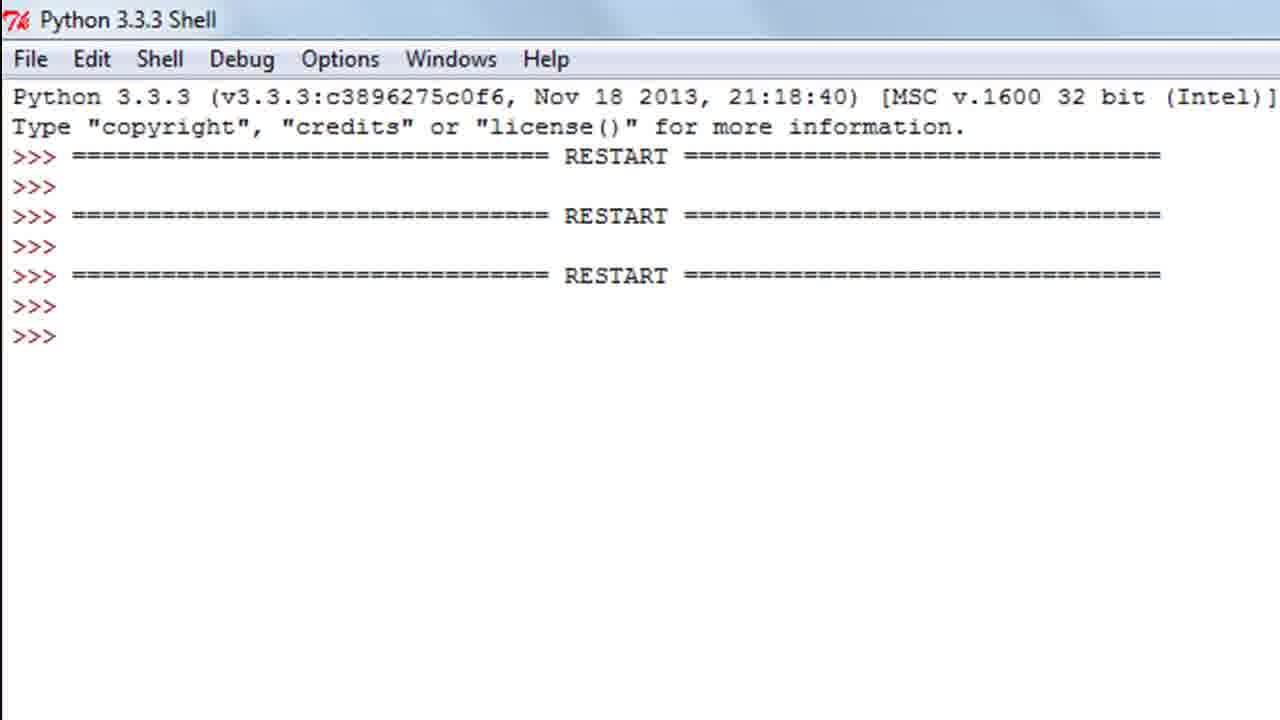 Python 3.3.3 Shell
File Edit Shell Debug Options Windows Help
Python 3.3.3 (v3.3.3:c3896275c0f6, Nov 18 2013, 21:18:40) [MSC v.1600 32 bit (Intel)]
Type "copyright", "credits" or "license()" for more information.
>>> ================================ RESTART ================================
>>>
>>> ================================ RESTART ================================
>>>
>>> ================================ RESTART ================================
>>>
>>>